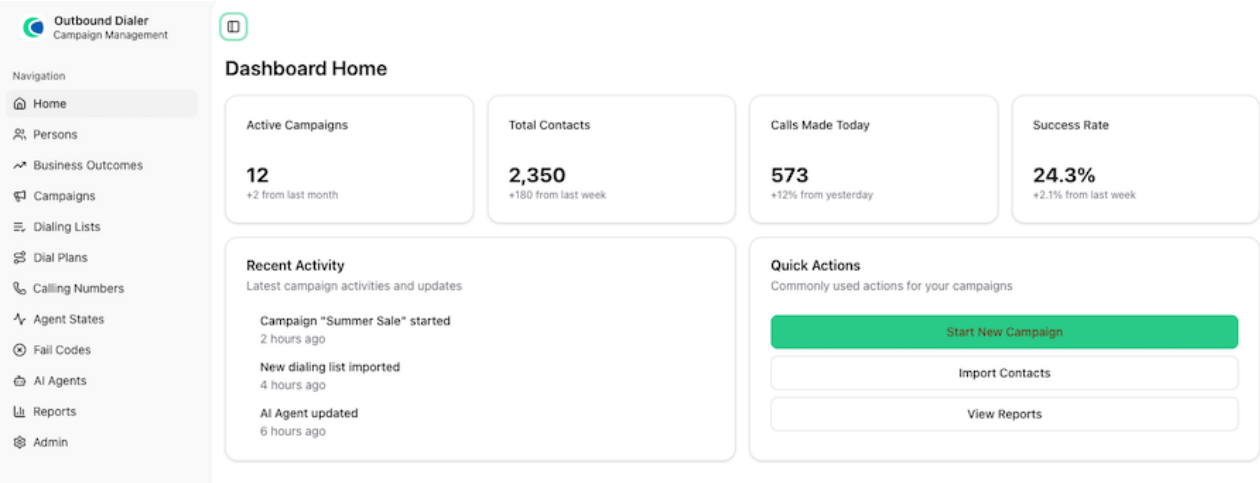 Outbound Dialer
Campaign Management
Navigation
Home
Persons
Business Outcomes
Campaigns
Dialing Lists
Dial Plans
Calling Numbers
Agent States
Fail Codes
AI Agents
Reports
Admin
Dashboard Home
Active Campaigns
12
+2 from last month
Total Contacts
2,350
+180 from last week
Calls Made Today
573
+12% from yesterday
Success Rate
24.3%
+2.1% from last week
Recent Activity
Latest campaign activities and updates
Campaign "Summer Sale" started
2 hours ago
New dialing list imported
4 hours ago
AI Agent updated
6 hours ago
Quick Actions
Commonly used actions for your campaigns
Start New Campaign
Import Contacts
View Reports